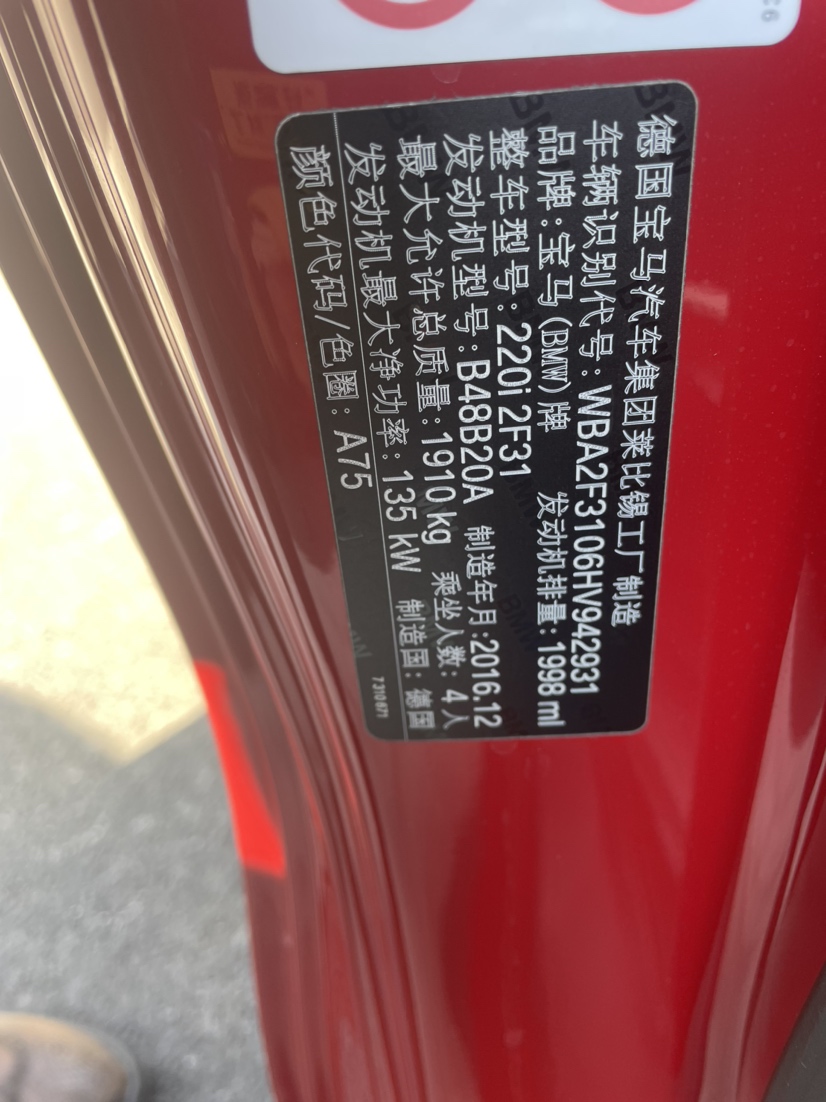 德国宝马汽车集团莱比锡工厂制造
车辆识别代号:WBA2F3106HV942931
品牌:宝马(BMW)牌 发动机排量:1998 ml
整车型号:220i 2F31
发动机型号:B48B20A 制造年月:2016.12
最大允许总质量:1910 kg 乘坐人数: 4人
发动机最大净功率: 135 kW 制造国: 德国
颜色代码/色圈: A75
7 310 671